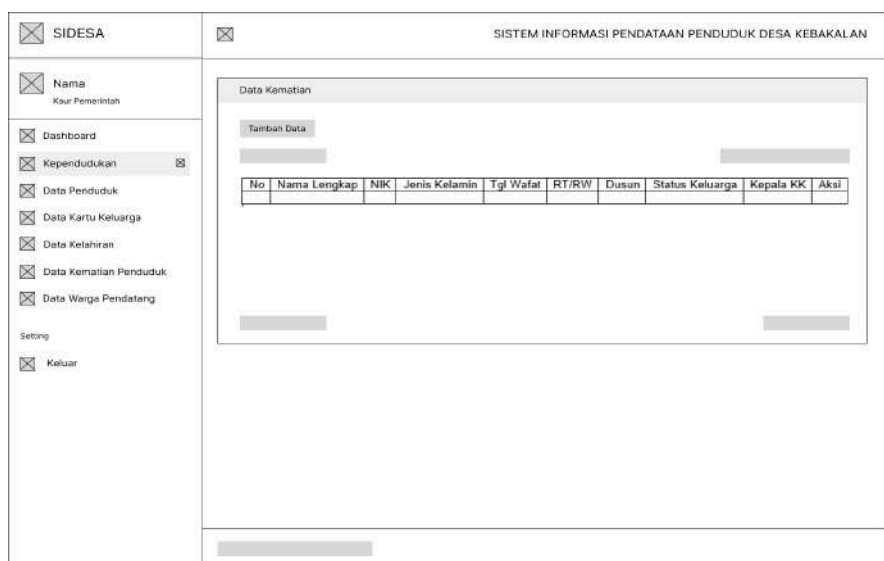 SIDESA
SISTEM INFORMASI PENDATAAN PENDUDUK DESA KEBAKALAN
Nama
Kaur Pemerintah
Dashboard
Kependudukan
Data Penduduk
Data Kartu Keluarga
Data Kelahiran
Data Kematian Penduduk
Data Warga Pendatang
Setting
Keluar
Data Kematian
Tambah Data
No Nama Lengkap NIK Jenis Kelamin Tgl Wafat RT/RW Dusun Status Keluarga Kepala KK Aksi